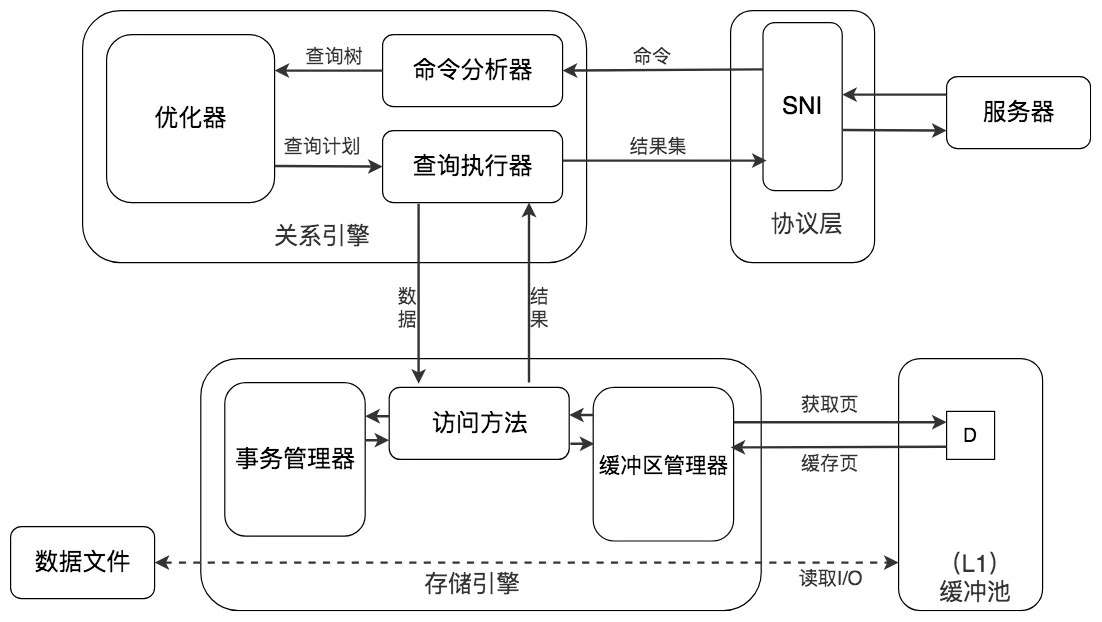 查询树
命令分析器
命令
SNI
优化器
服务器
查询计划
查询执行器
结果集
关系引擎
协议层
数
据
结
果
事务管理器
访问方法
缓冲区管理器
获取页
D
缓存页
数据文件
存储引擎
读取I/O
(L1)
缓冲池